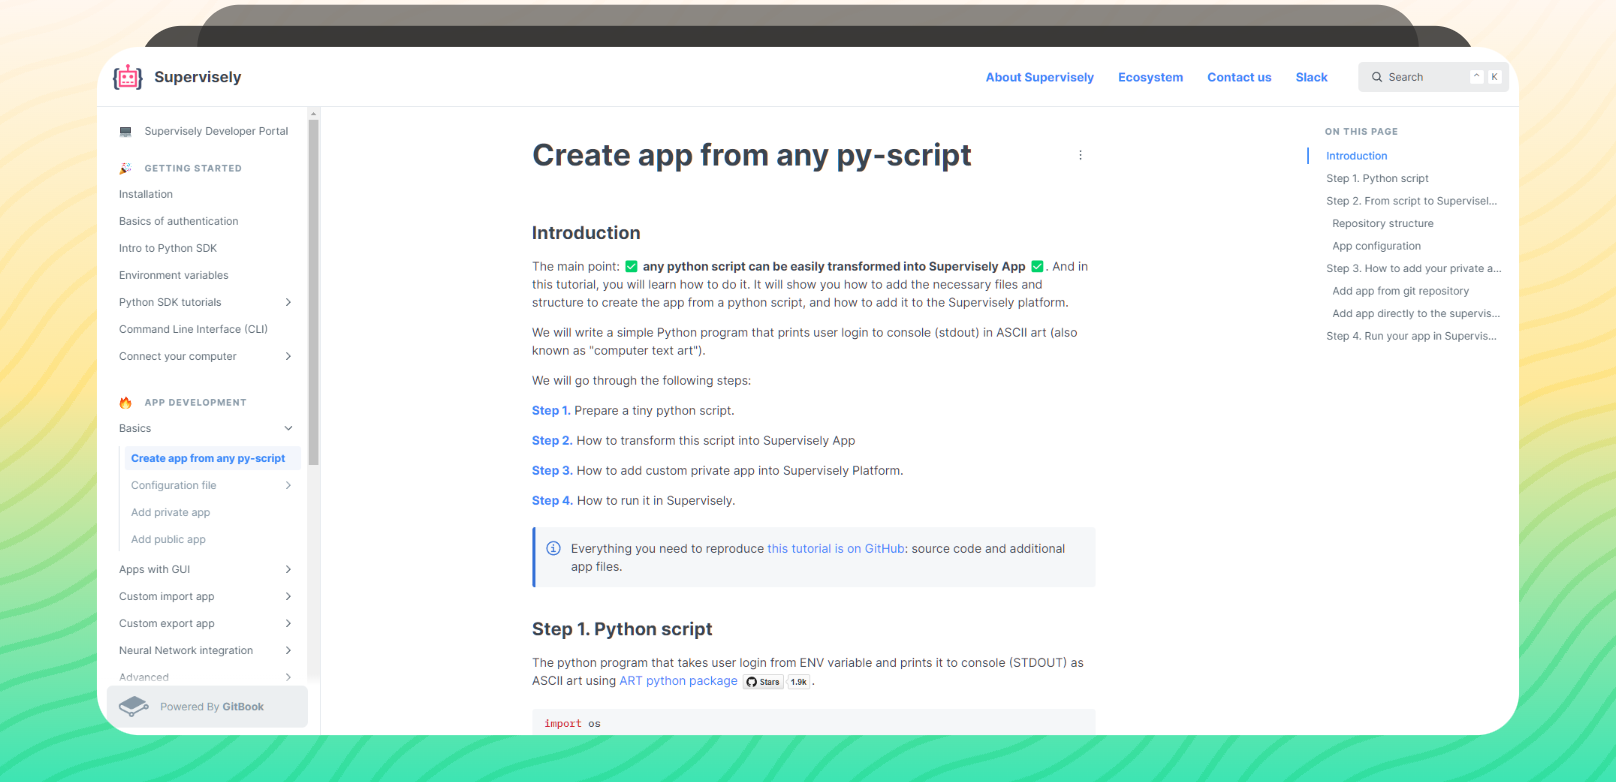 Supervisely
About Supervisely
Ecosystem
Contact us
Slack
Search
^ K
Supervisely Developer Portal
GETTING STARTED
Installation
Basics of authentication
Intro to Python SDK
Environment variables
Python SDK tutorials
Command Line Interface (CLI)
Connect your computer
APP DEVELOPMENT
Basics
Create app from any py-script
Configuration file
Add private app
Add public app
Apps with GUI
Custom import app
Custom export app
Neural Network integration
Advanced
Powered By GitBook
Create app from any py-script
Introduction
The main point: ✅ any python script can be easily transformed into Supervisely App ✅. And in
this tutorial, you will learn how to do it. It will show you how to add the necessary files and
structure to create the app from a python script, and how to add it to the Supervisely platform.
We will write a simple Python program that prints user login to console (stdout) in ASCII art (also
known as "computer text art").
We will go through the following steps:
Step 1. Prepare a tiny python script.
Step 2. How to transform this script into Supervisely App
Step 3. How to add custom private app into Supervisely Platform.
Step 4. How to run it in Supervisely.
Everything you need to reproduce this tutorial is on GitHub: source code and additional
app files.
Step 1. Python script
The python program that takes user login from ENV variable and prints it to console (STDOUT) as
ASCII art using ART python package Stars 1.9k .
import os
ON THIS PAGE
Introduction
Step 1. Python script
Step 2. From script to Supervisel...
Repository structure
App configuration
Step 3. How to add your private a...
Add app from git repository
Add app directly to the supervis...
Step 4. Run your app in Supervis...